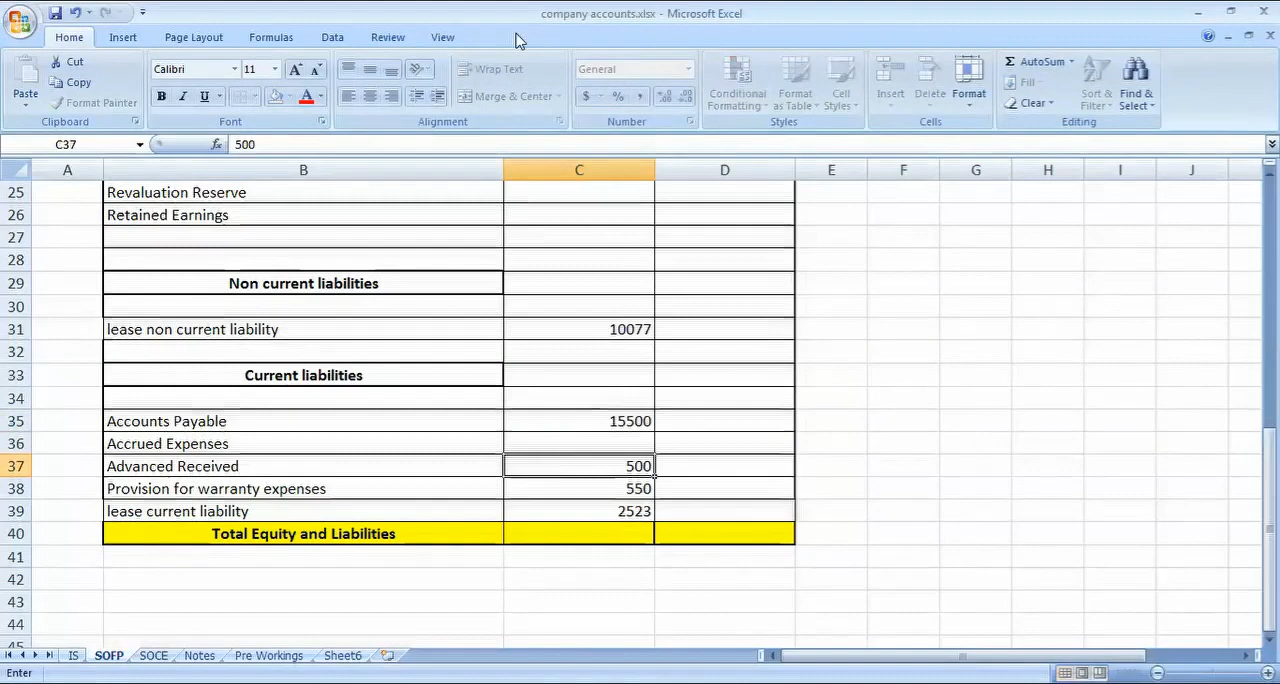 company accounts.xlsx - Microsoft Excel
Home Insert Page Layout Formulas Data Review View
Paste
Cut
Copy
Format Painter
Clipboard
Calibri 11
B I U A
Font
Wrap Text
Merge & Center
Alignment
General
$ % ,
Number
Conditional Formatting
Format as Table
Cell Styles
Styles
Insert Delete Format
Cells
Σ AutoSum
Fill
Clear
Sort & Filter
Find & Select
Editing
C37 fx 500
A B C D E F G H I J
25 Revaluation Reserve
26 Retained Earnings
27
28
29 Non current liabilities
30
31 lease non current liability 10077
32
33 Current liabilities
34
35 Accounts Payable 15500
36 Accrued Expenses
37 Advanced Received 500
38 Provision for warranty expenses 550
39 lease current liability 2523
40 Total Equity and Liabilities
41
42
43
44
45
IS SOFP SOCE Notes Pre Workings Sheet6
Enter